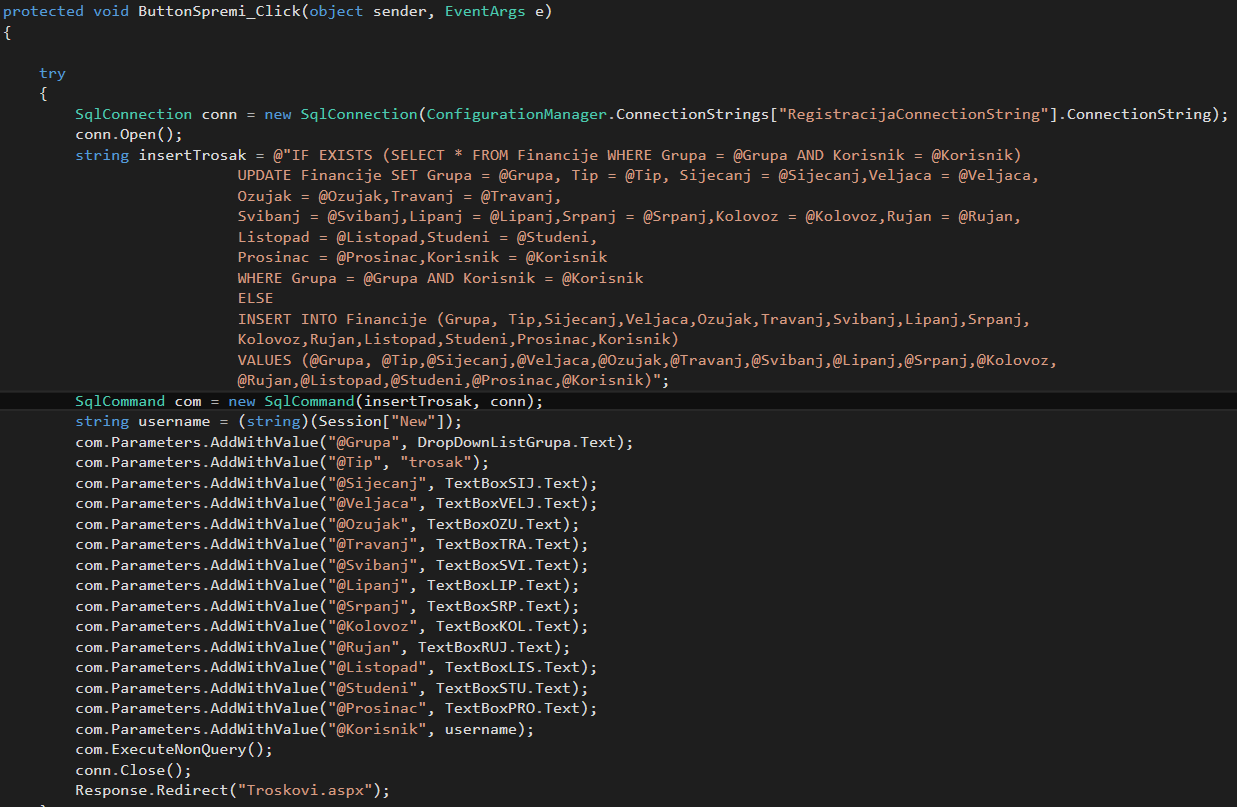 protected void ButtonSpremi_Click(object sender, EventArgs e)
{
try
{
SqlConnection conn = new SqlConnection(ConfigurationManager.ConnectionStrings["RegistracijaConnectionString"].ConnectionString);
conn.Open();
string insertTrosak = @"IF EXISTS (SELECT * FROM Financije WHERE Grupa = @Grupa AND Korisnik = @Korisnik)
UPDATE Financije SET Grupa = @Grupa, Tip = @Tip, Sijecanj = @Sijecanj,Veljaca = @Veljaca,
Ozujak = @Ozujak,Travanj = @Travanj,
Svibanj = @Svibanj,Lipanj = @Lipanj,Srpanj = @Srpanj,Kolovoz = @Kolovoz,Rujan = @Rujan,
Listopad = @Listopad,Studeni = @Studeni,
Prosinac = @Prosinac,Korisnik = @Korisnik
WHERE Grupa = @Grupa AND Korisnik = @Korisnik
ELSE
INSERT INTO Financije (Grupa, Tip,Sijecanj,Veljaca,Ozujak,Travanj,Svibanj,Lipanj,Srpanj,
Kolovoz,Rujan,Listopad,Studeni,Prosinac,Korisnik)
VALUES (@Grupa, @Tip,@Sijecanj,@Veljaca,@Ozujak,@Travanj,@Svibanj,@Lipanj,@Srpanj,@Kolovoz,
@Rujan,@Listopad,@Studeni,@Prosinac,@Korisnik)";
SqlCommand com = new SqlCommand(insertTrosak, conn);
string username = (string)(Session["New"]);
com.Parameters.AddWithValue("@Grupa", DropDownListGrupa.Text);
com.Parameters.AddWithValue("@Tip", "trosak");
com.Parameters.AddWithValue("@Sijecanj", TextBoxSIJ.Text);
com.Parameters.AddWithValue("@Veljaca", TextBoxVELJ.Text);
com.Parameters.AddWithValue("@Ozujak", TextBoxOZU.Text);
com.Parameters.AddWithValue("@Travanj", TextBoxTRA.Text);
com.Parameters.AddWithValue("@Svibanj", TextBoxSVI.Text);
com.Parameters.AddWithValue("@Lipanj", TextBoxLIP.Text);
com.Parameters.AddWithValue("@Srpanj", TextBoxSRP.Text);
com.Parameters.AddWithValue("@Kolovoz", TextBoxKOL.Text);
com.Parameters.AddWithValue("@Rujan", TextBoxRUJ.Text);
com.Parameters.AddWithValue("@Listopad", TextBoxLIS.Text);
com.Parameters.AddWithValue("@Studeni", TextBoxSTU.Text);
com.Parameters.AddWithValue("@Prosinac", TextBoxPRO.Text);
com.Parameters.AddWithValue("@Korisnik", username);
com.ExecuteNonQuery();
conn.Close();
Response.Redirect("Troskovi.aspx");